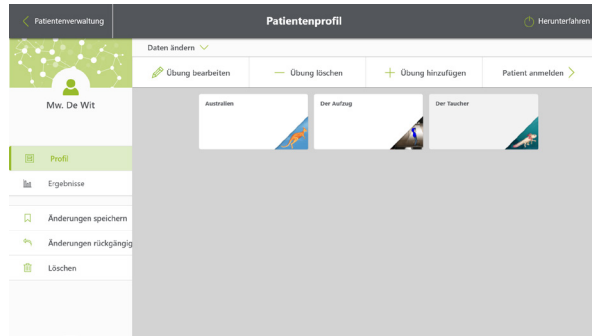 Patientenverwaltung
Patientenprofil
Herunterfahren
Daten ändern
Mw. De Wit
Übung bearbeiten
Übung löschen
Übung hinzufügen
Patient anmelden
Australien
Der Aufzug
Der Taucher
Profil
Ergebnisse
Änderungen speichern
Änderungen rückgängig
Löschen